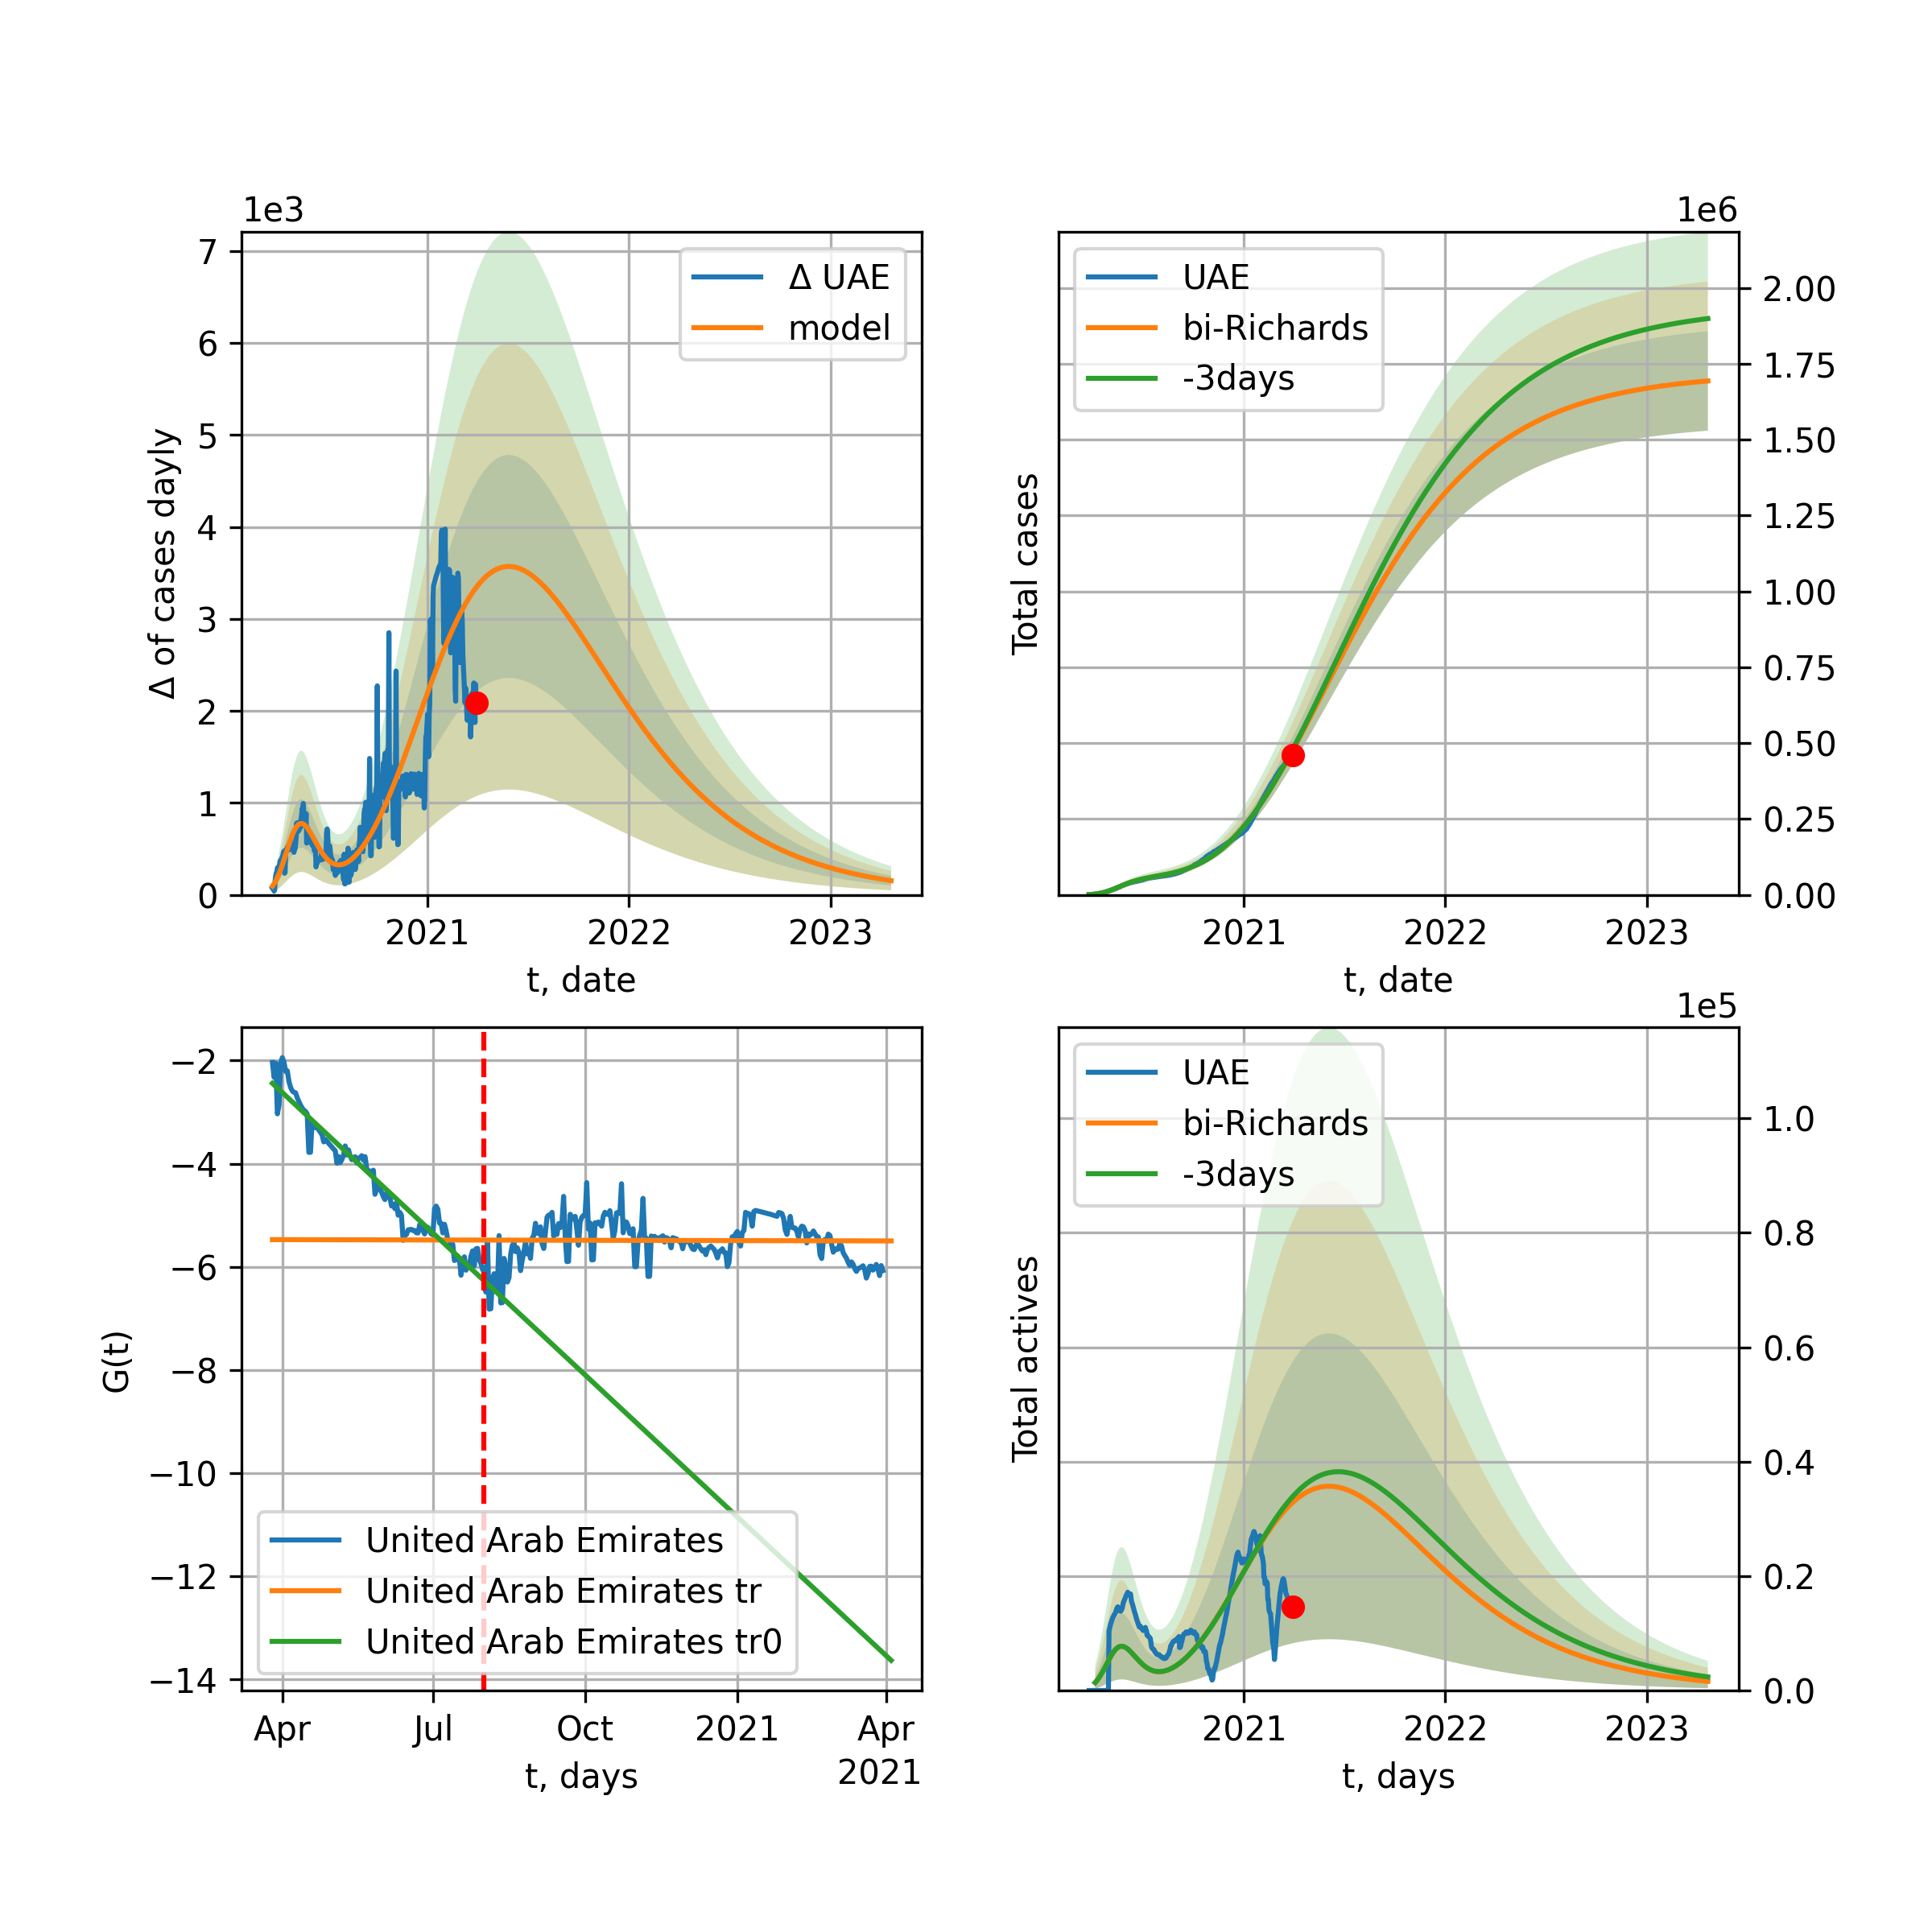 1e3
7
6
5
4
3
2
1
0
Δ of cases dayly
Δ UAE
model
2021 2022 2023
t, date
1e6
UAE
bi-Richards
-3days
Total cases
2.00
1.75
1.50
1.25
1.00
0.75
0.50
0.25
0.00
2021 2022 2023
t, date
−2
−4
−6
−8
−10
−12
−14
G(t)
United Arab Emirates
United Arab Emirates tr
United Arab Emirates tr0
Apr Jul Oct 2021 Apr
2021
t, days
1e5
UAE
bi-Richards
-3days
Total actives
1.0
0.8
0.6
0.4
0.2
0.0
2021 2022 2023
t, days